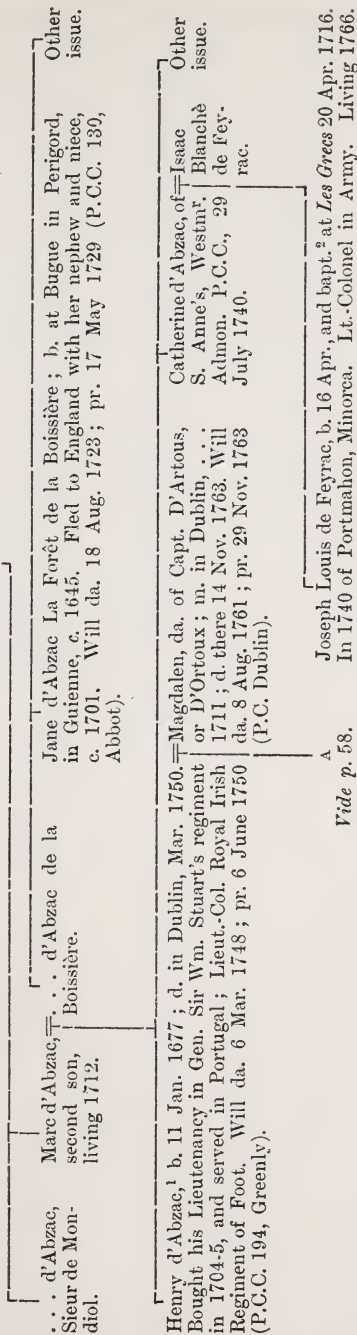 . . . d'Abzac,
Sieur de Mon-
diol.
Marc d'Abzac,
second son,
living 1712.
. . . d'Abzac de la
Boissière.
Jane d'Abzac La Forêt de la Boissière ; b. at Bugue in Perigord,
in Guienne, c. 1645. Fled to England with her nephew and niece,
c. 1701. Will da. 18 Aug. 1723 ; pr. 17 May 1729 (P.C.C. 139,
Abbot).
Other
issue.
Henry d'Abzac,¹ b. 11 Jan. 1677 ; d. in Dublin, Mar. 1750.
Bought his Lieutenancy in Gen. Sir Wm. Stuart's regiment
in 1704-5, and served in Portugal ; Lieut.-Col. Royal Irish
Regiment of Foot. Will da. 6 Mar. 1748 ; pr. 6 June 1750
(P.C.C. 194, Greenly).
Magdalen, da. of Capt. D'Artous,
or D'Ortoux ; m. in Dublin, . . .
1711 ; d. there 14 Nov. 1763. Will
da. 8 Aug. 1761 ; pr. 29 Nov. 1763
(P.C. Dublin).
Catherine d'Abzac, of
S. Anne's, Westmr.
Admon. P.C.C., 29
July 1740.
Isaac
Blanchè
de Fey-
rac.
Other
issue.
A
Vide p. 58.
Joseph Louis de Feyrac, b. 16 Apr., and bapt.² at Les Grecs 20 Apr. 1716.
In 1740 of Portmahon, Minorca. Lt.-Colonel in Army. Living 1766.